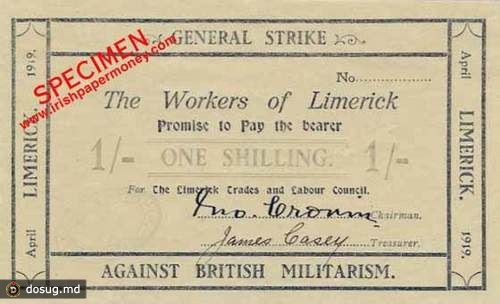 GENERAL STRIKE
April LIMERICK. 1919.
SPECIMEN
www.irishpapermoney.com
No
The Workers of Limerick
Promise to Pay the bearer
1/- ONE SHILLING. 1/-
For The Limerick Trades and Labour Council.
Jno. Cronin Chairman.
James Casey Treasurer.
AGAINST BRITISH MILITARISM.
April LIMERICK. 1919.
dosug.md